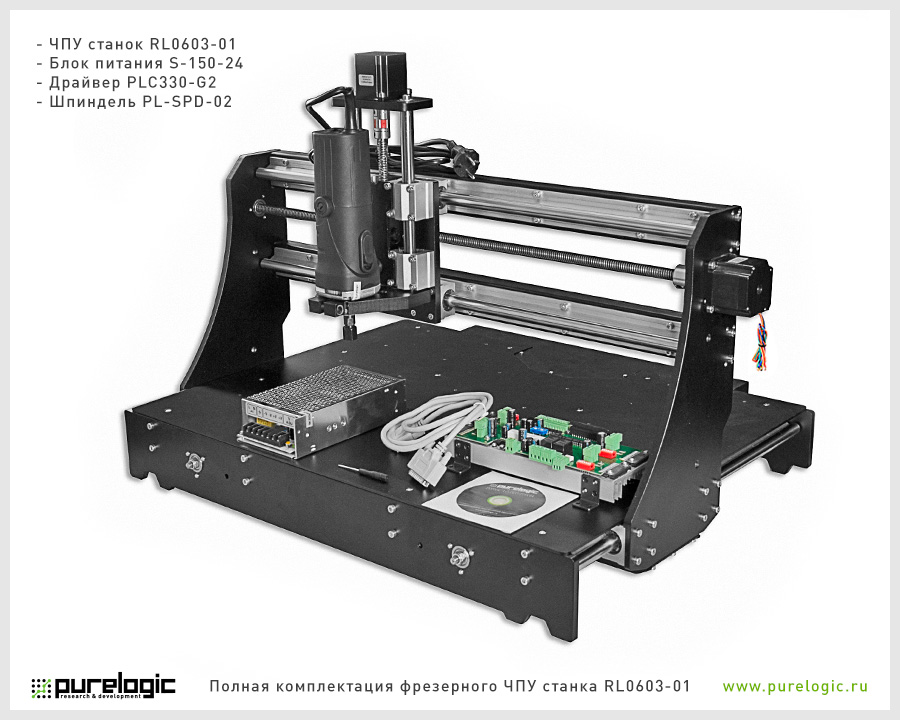 - ЧПУ станок RL0603-01
- Блок питания S-150-24
- Драйвер PLC330-G2
- Шпиндель PL-SPD-02
purelogic
purelogic
research & development
Полная комплектация фрезерного ЧПУ станка RL0603-01
www.purelogic.ru